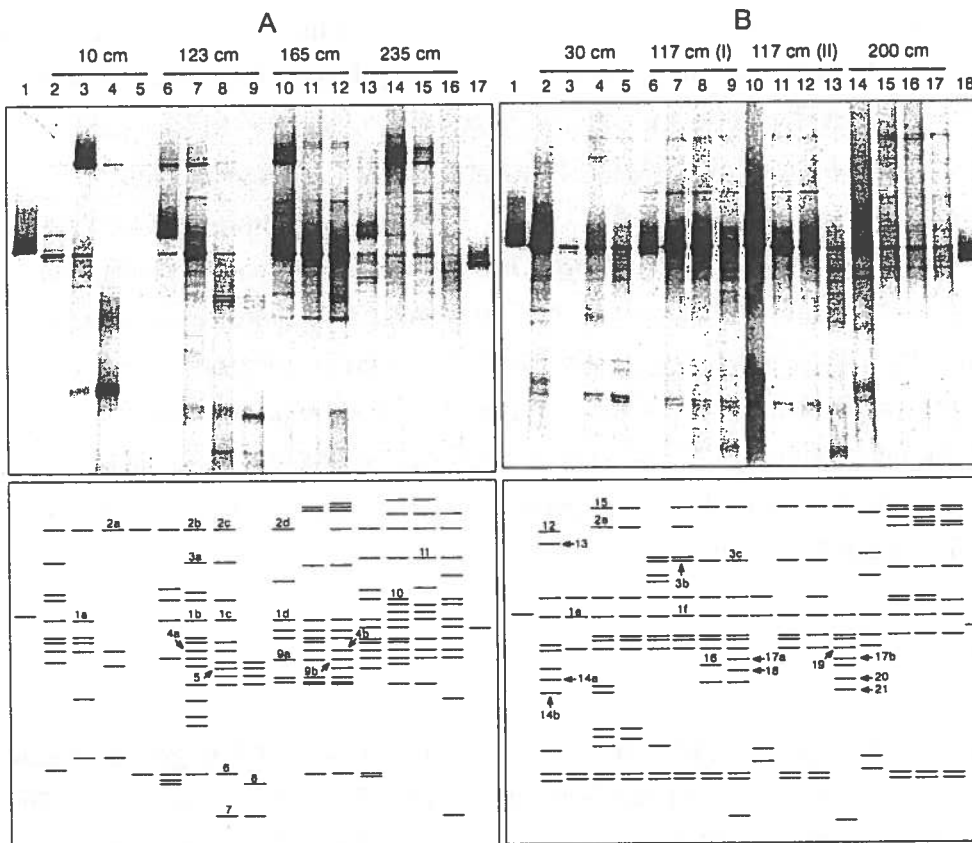 A
B
10 cm 123 cm 165 cm 235 cm
30 cm 117 cm (I) 117 cm (II) 200 cm
1 2 3 4 5 6 7 8 9 10 11 12 13 14 15 16 17
1 2 3 4 5 6 7 8 9 10 11 12 13 14 15 16 17 18
2a 2b 2c 2d
3a 11
10
1a 1b 1c 1d
4a 4b
9a
5 9b
6 8
7
15
12 2e
13
3c
3b
1e 1f
16 17a 19 17b
14a 18 20
21
14b